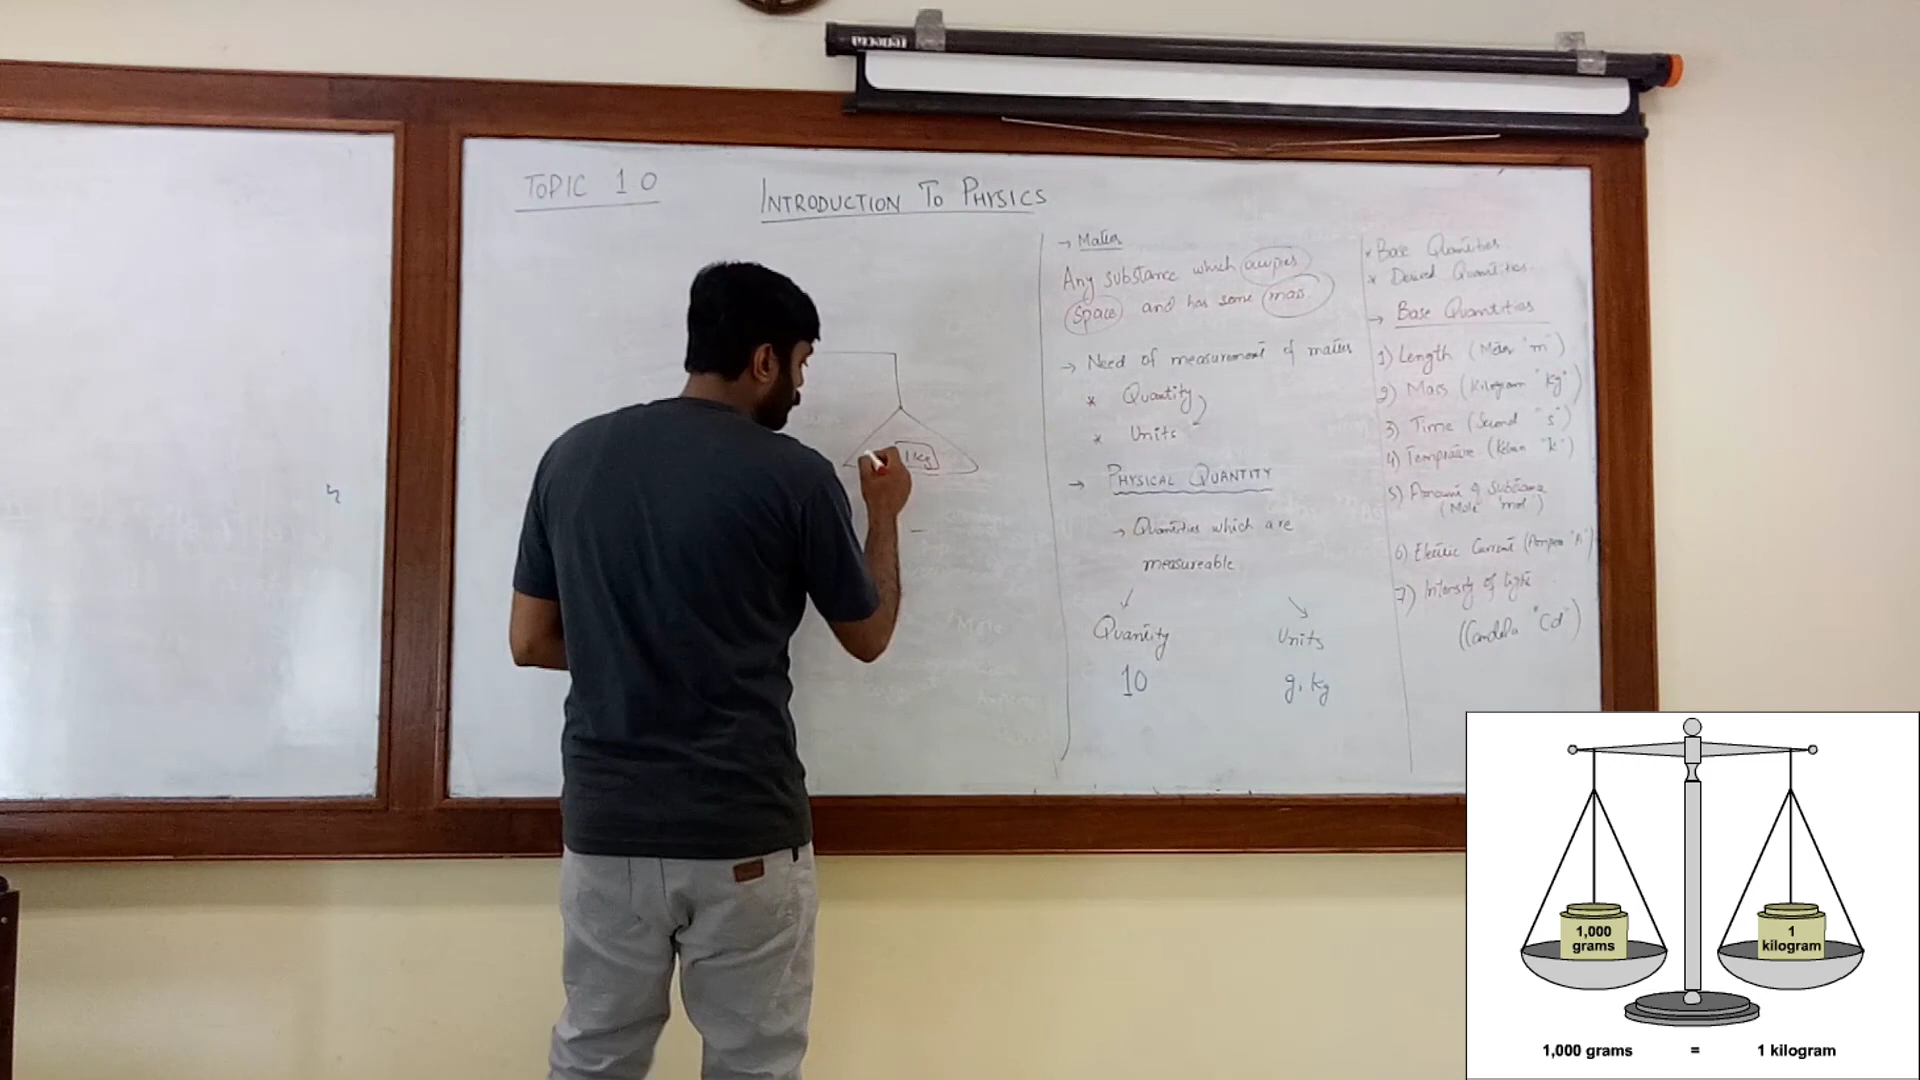 TOPIC 10
INTRODUCTION TO PHYSICS
1 kg
→ Matter
Any substance which occupies
space and has some mass.
→ Need of measurement of matter
* Quantity
* Units
→ PHYSICAL QUANTITY
→ Quantities which are
measureable
Quantity
10
Units
g, kg
* Base Quantities
* Derived Quantities
→ Base Quantities
1) Length (Meter "m")
2) Mass (Kilogram "kg")
3) Time (Second "s")
4) Temprature (Kelvin "k")
5) Amount of Substance
(Mole "mol")
6) Electric Current (Ampere "A")
7) Intensity of light
(Candela "Cd")
Mole
1,000
grams
1
kilogram
1,000 grams = 1 kilogram